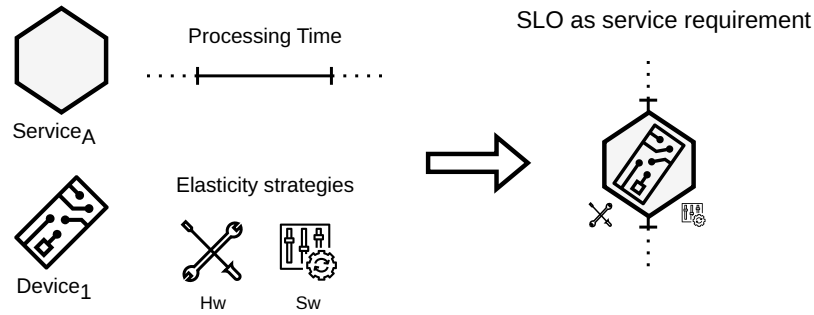 SLO as service requirement
Processing Time
ServiceA
Elasticity strategies
Device1
Hw
Sw